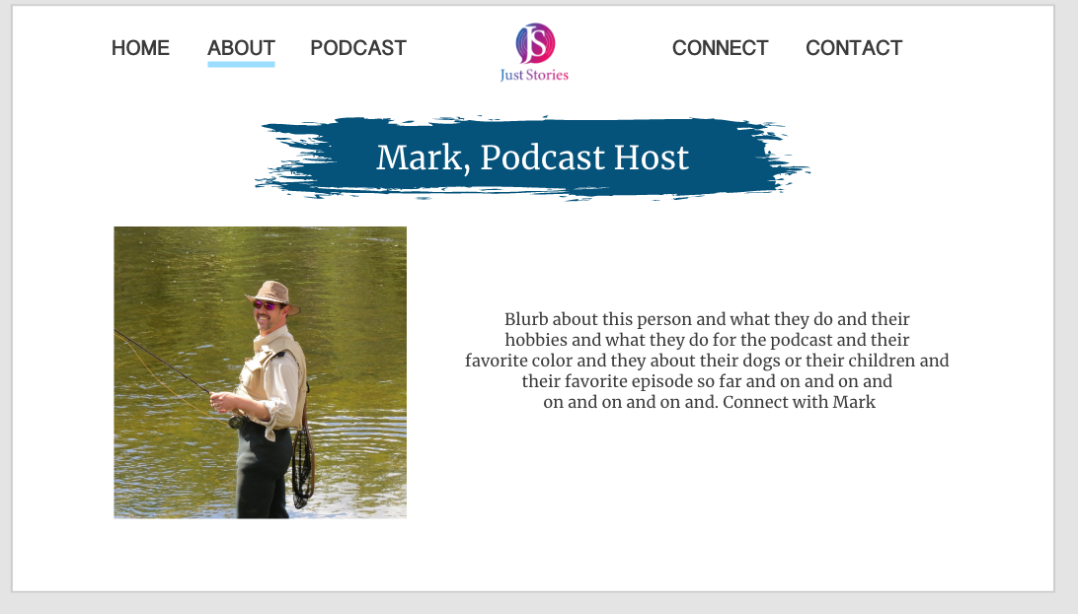 HOME ABOUT PODCAST JS CONNECT CONTACT
Just Stories
Mark, Podcast Host
Blurb about this person and what they do and their
hobbies and what they do for the podcast and their
favorite color and they about their dogs or their children and
their favorite episode so far and on and on and
on and on and on and. Connect with Mark